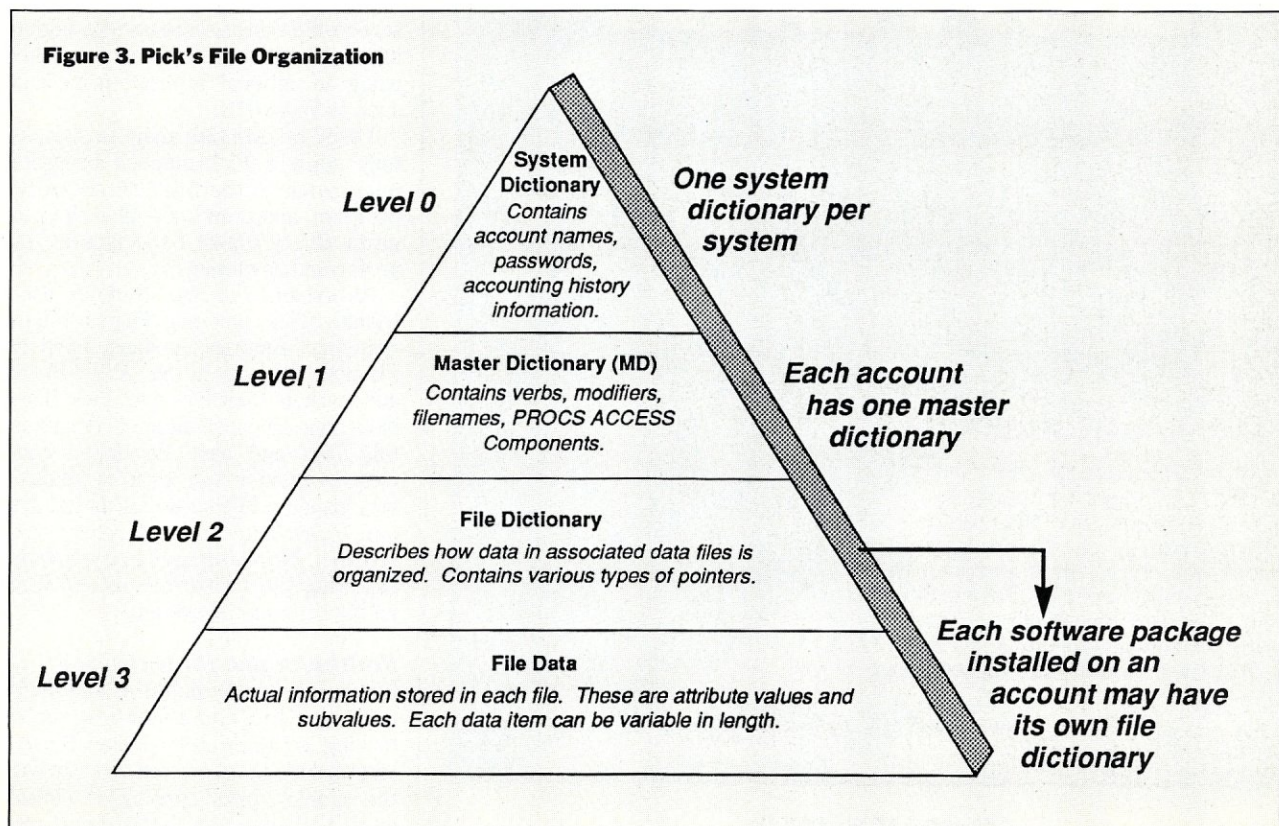 Figure 3. Pick's File Organization
Level 0
System
Dictionary
Contains
account names,
passwords,
accounting history
information.
One system
dictionary per
system
Level 1
Master Dictionary (MD)
Contains verbs, modifiers,
filenames, PROCS ACCESS
Components.
Each account
has one master
dictionary
Level 2
File Dictionary
Describes how data in associated data files is
organized. Contains various types of pointers.
Level 3
File Data
Actual information stored in each file. These are attribute values and
subvalues. Each data item can be variable in length.
Each software package
installed on an
account may have
its own file
dictionary